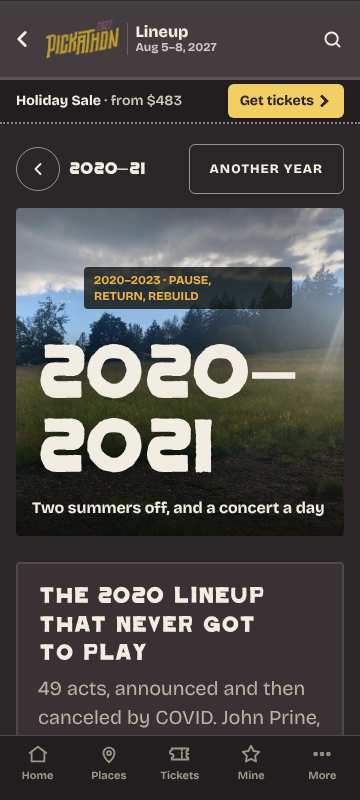 2027
PICKATHON
Lineup
Aug 5–8, 2027
Holiday Sale · from $483
Get tickets
2020–21
ANOTHER YEAR
2020–2023 · PAUSE,
RETURN, REBUILD
2020–
2021
Two summers off, and a concert a day
THE 2020 LINEUP
THAT NEVER GOT
TO PLAY
49 acts, announced and then
canceled by COVID. John Prine,
Home
Places
Tickets
Mine
More